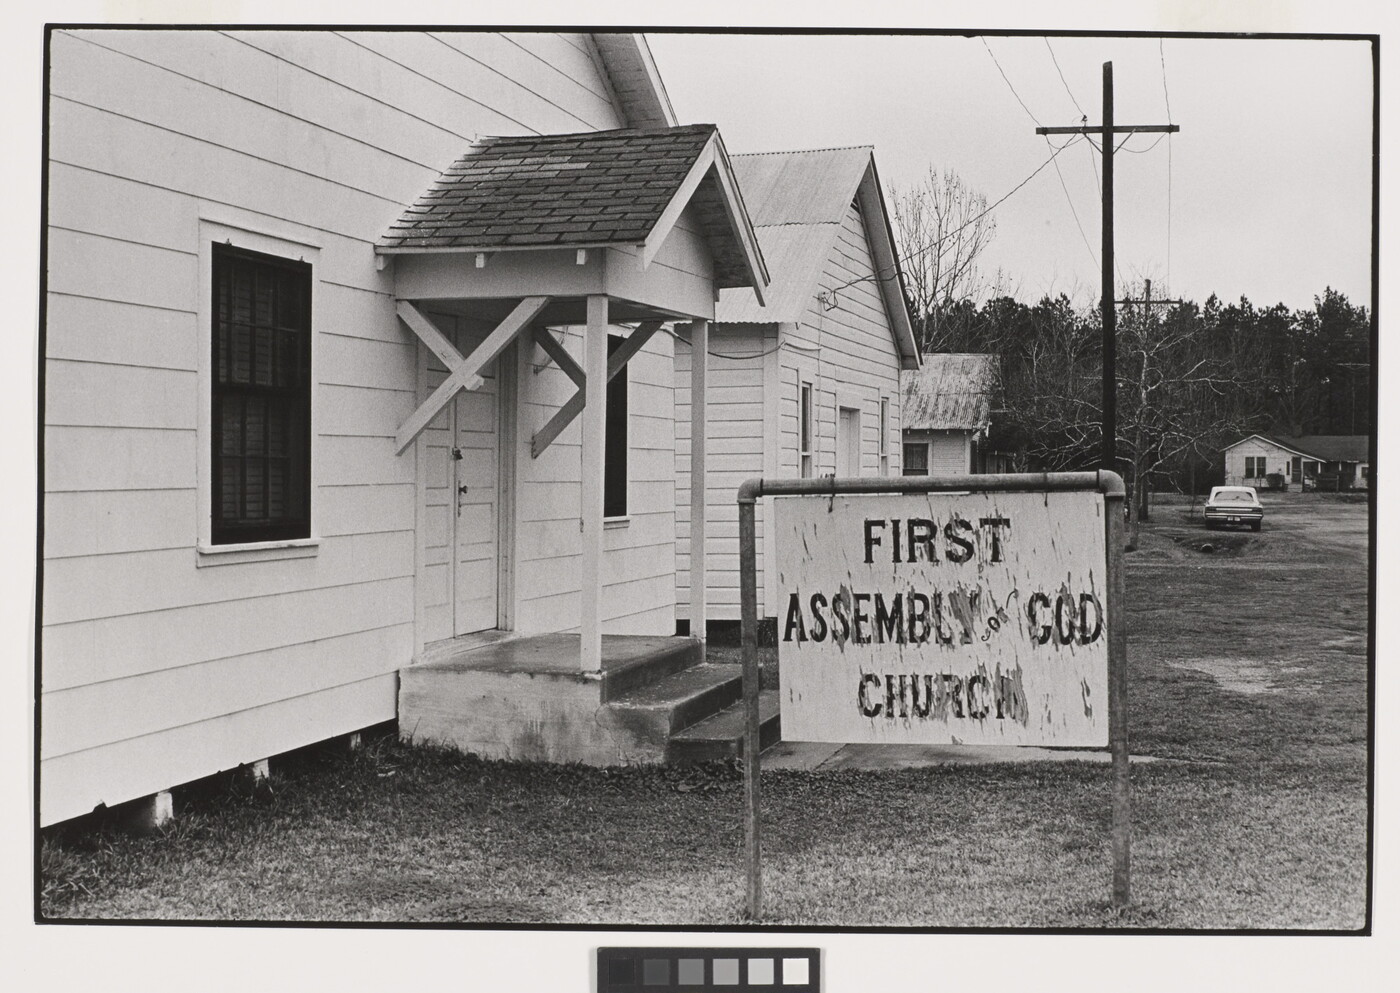 FIRST
ASSEMBLY OF GOD
CHURCH